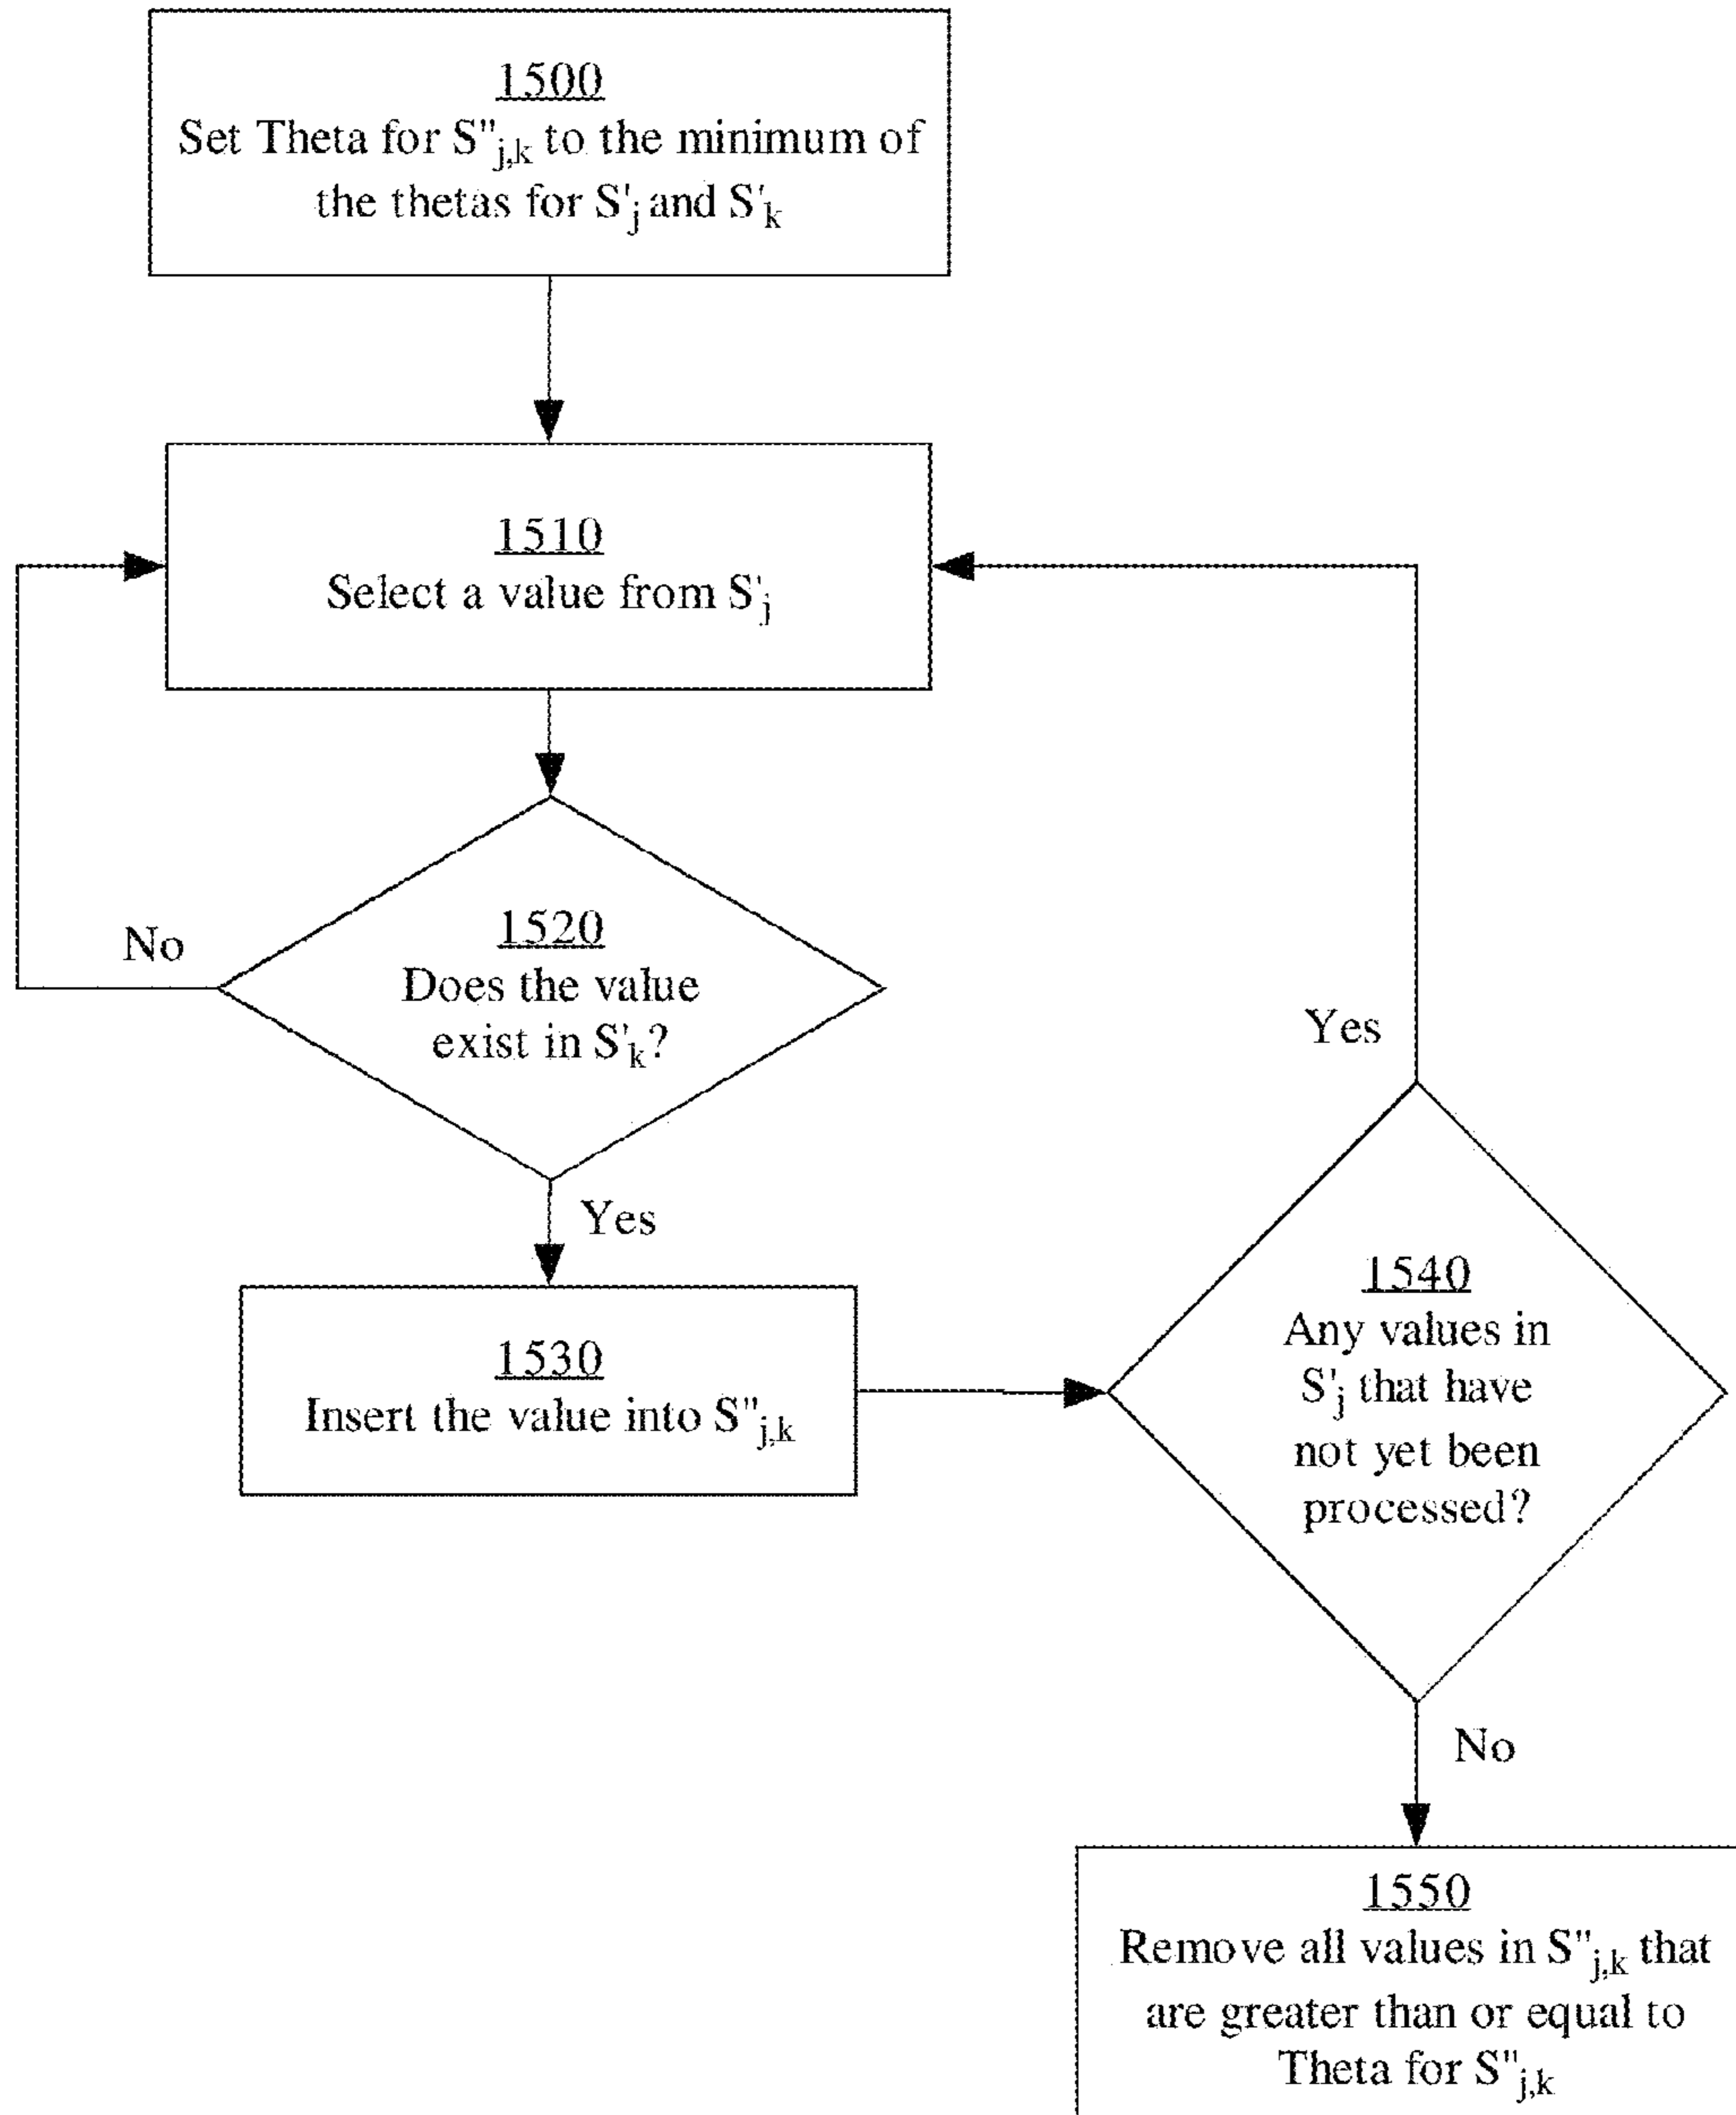 1500
Set Theta for S"j,k to the minimum of
the thetas for S'j and S'k
1510
Select a value from S'j
1520
Does the value
exist in S'k?
No
Yes
1530
Insert the value into S"j,k
Yes
1540
Any values in
S'j that have
not yet been
processed?
No
1550
Remove all values in S"j,k that
are greater than or equal to
Theta for S"j,k